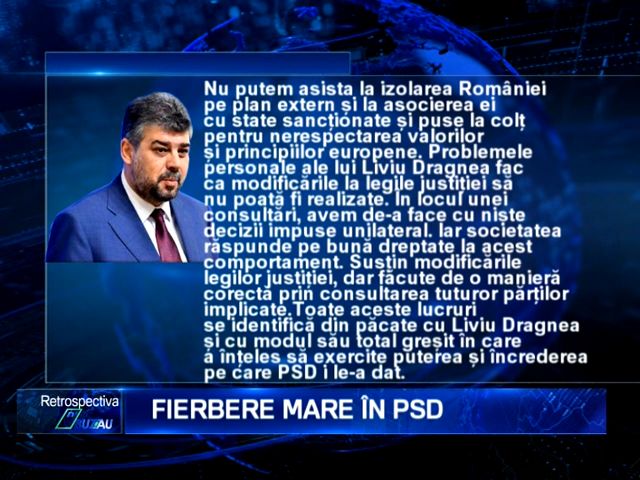 Nu putem asista la izolarea României
pe plan extern și la asocierea ei
cu state sancționate și puse la colț
pentru nerespectarea valorilor
și principiilor europene. Problemele
personale ale lui Liviu Dragnea fac
ca modificările la legile justiției să
nu poată fi realizate. În locul unei
consultări, avem de-a face cu niște
decizii impuse unilateral. Iar societatea
răspunde pe bună dreptate la acest
comportament. Susțin modificările
legilor justiției, dar făcute de o manieră
corectă prin consultarea tuturor părților
implicate.Toate aceste lucruri
se identifică din păcate cu Liviu Dragnea
și cu modul său total greșit în care
a înțeles să exercite puterea și încrederea
pe care PSD i le-a dat.
Retrospectiva
BUZAU
FIERBERE MARE ÎN PSD